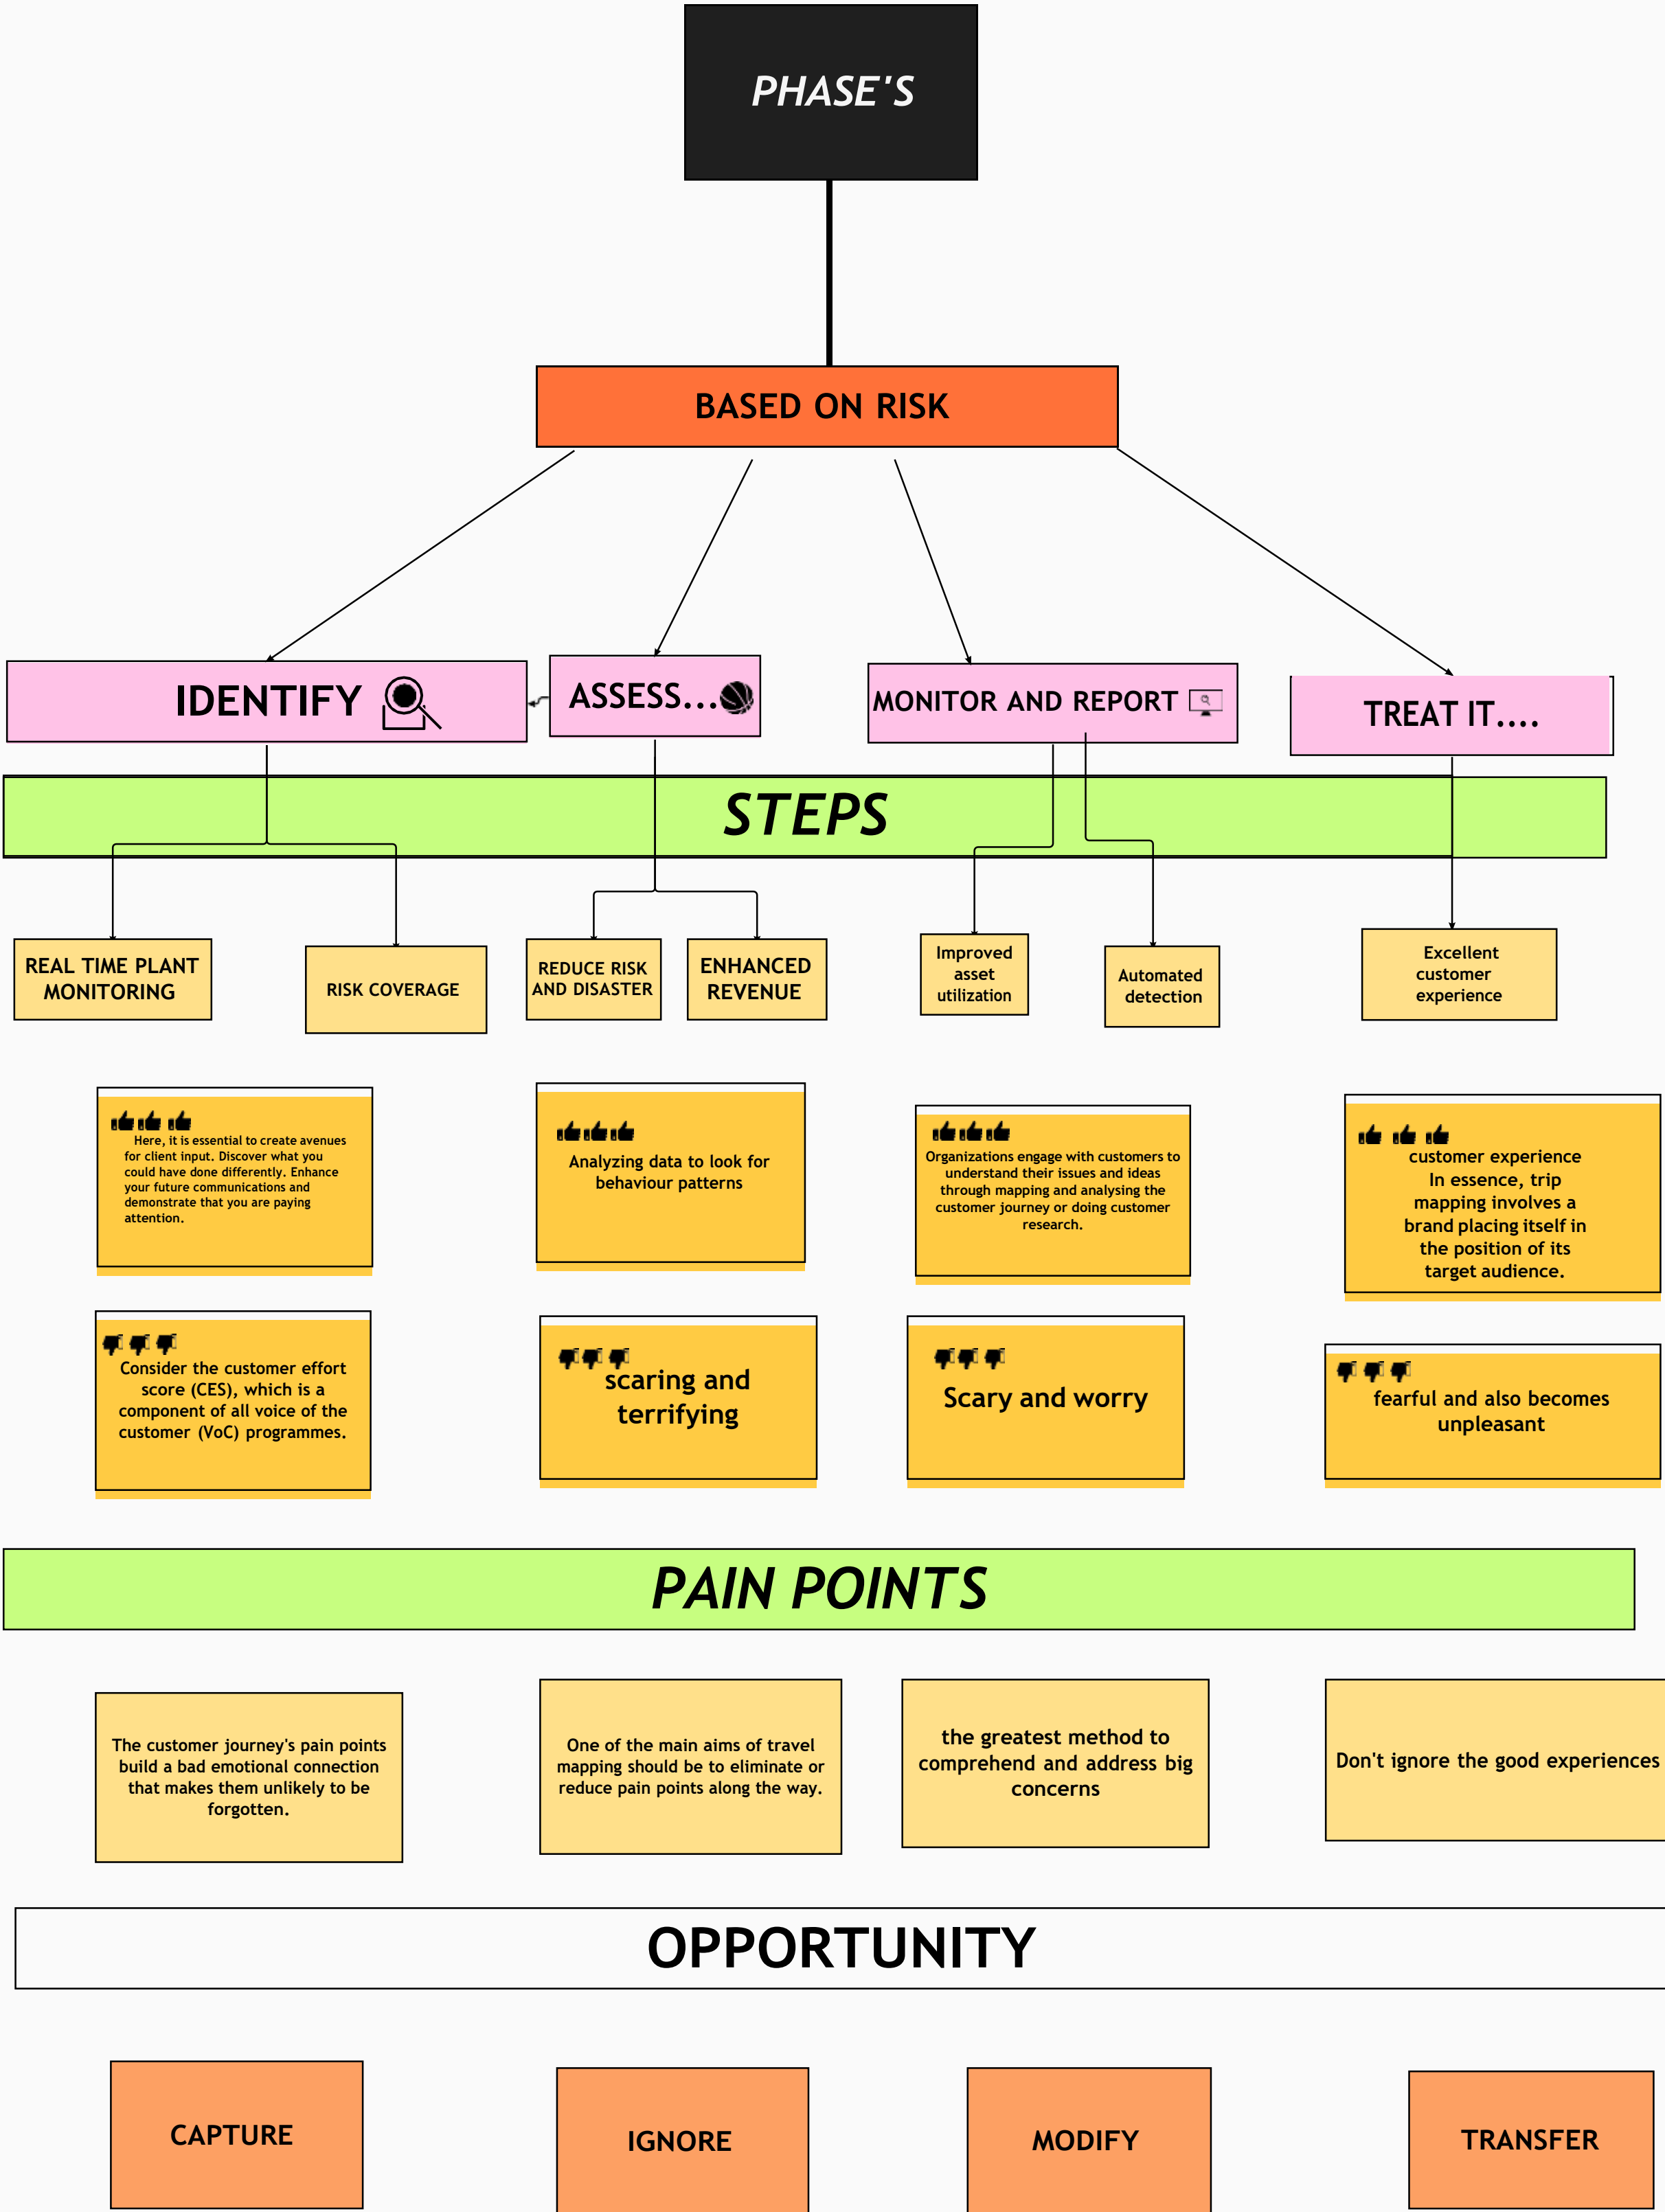 PHASE'S
BASED ON RISK
IDENTIFY
ASSESS...
MONITOR AND REPORT
TREAT IT....
STEPS
REAL TIME PLANT
MONITORING
RISK COVERAGE
REDUCE RISK
AND DISASTER
ENHANCED
REVENUE
Improved
asset
utilization
Automated
detection
Excellent
customer
experience
Here, it is essential to create avenues
for client input. Discover what you
could have done differently. Enhance
your future communications and
demonstrate that you are paying
attention.
Analyzing data to look for
behaviour patterns
Organizations engage with customers to
understand their issues and ideas
through mapping and analysing the
customer journey or doing customer
research.
customer experience
In essence, trip
mapping involves a
brand placing itself in
the position of its
target audience.
Consider the customer effort
score (CES), which is a
component of all voice of the
customer (VoC) programmes.
scaring and
terrifying
Scary and worry
fearful and also becomes
unpleasant
PAIN POINTS
The customer journey's pain points
build a bad emotional connection
that makes them unlikely to be
forgotten.
One of the main aims of travel
mapping should be to eliminate or
reduce pain points along the way.
the greatest method to
comprehend and address big
concerns
Don't ignore the good experiences
OPPORTUNITY
CAPTURE
IGNORE
MODIFY
TRANSFER